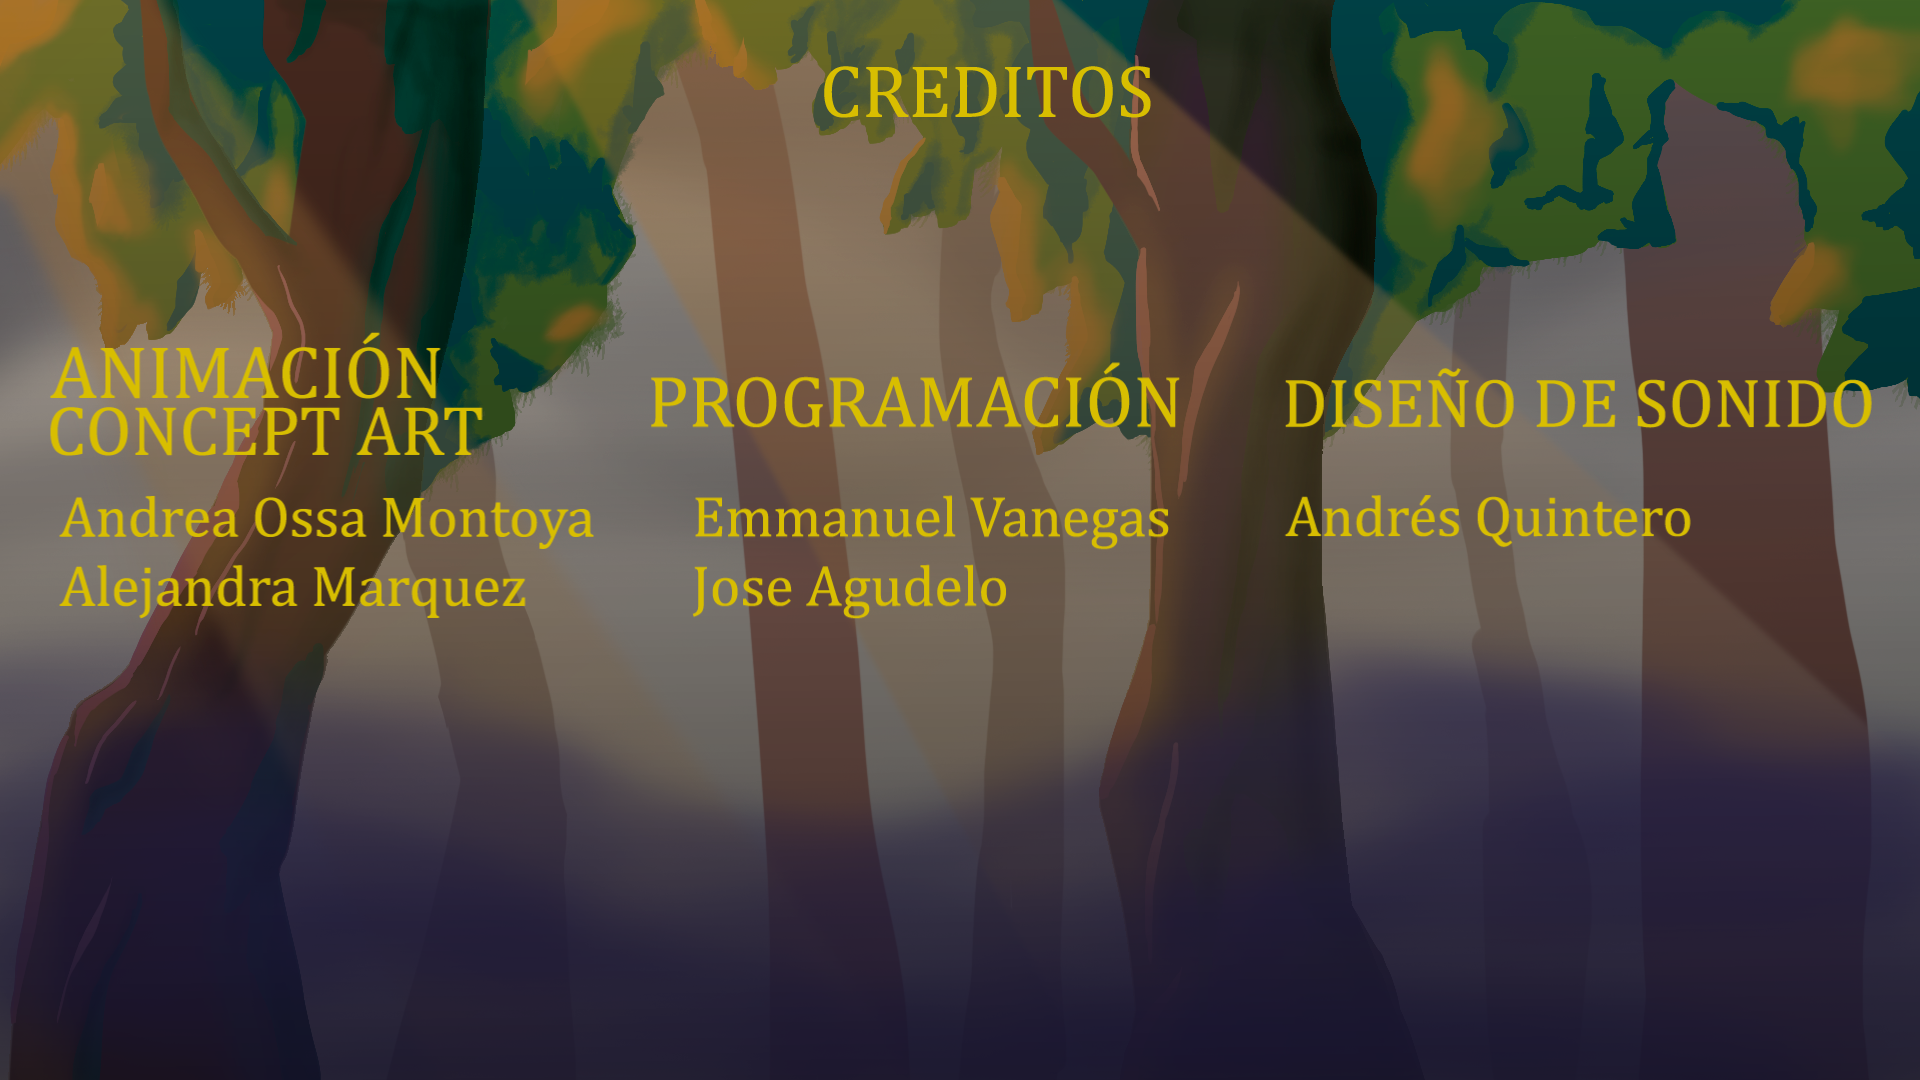 CREDITOS
ANIMACIÓN
CONCEPT ART
Andrea Ossa Montoya
Alejandra Marquez
PROGRAMACIÓN
Emmanuel Vanegas
Jose Agudelo
DISEÑO DE SONIDO
Andrés Quintero